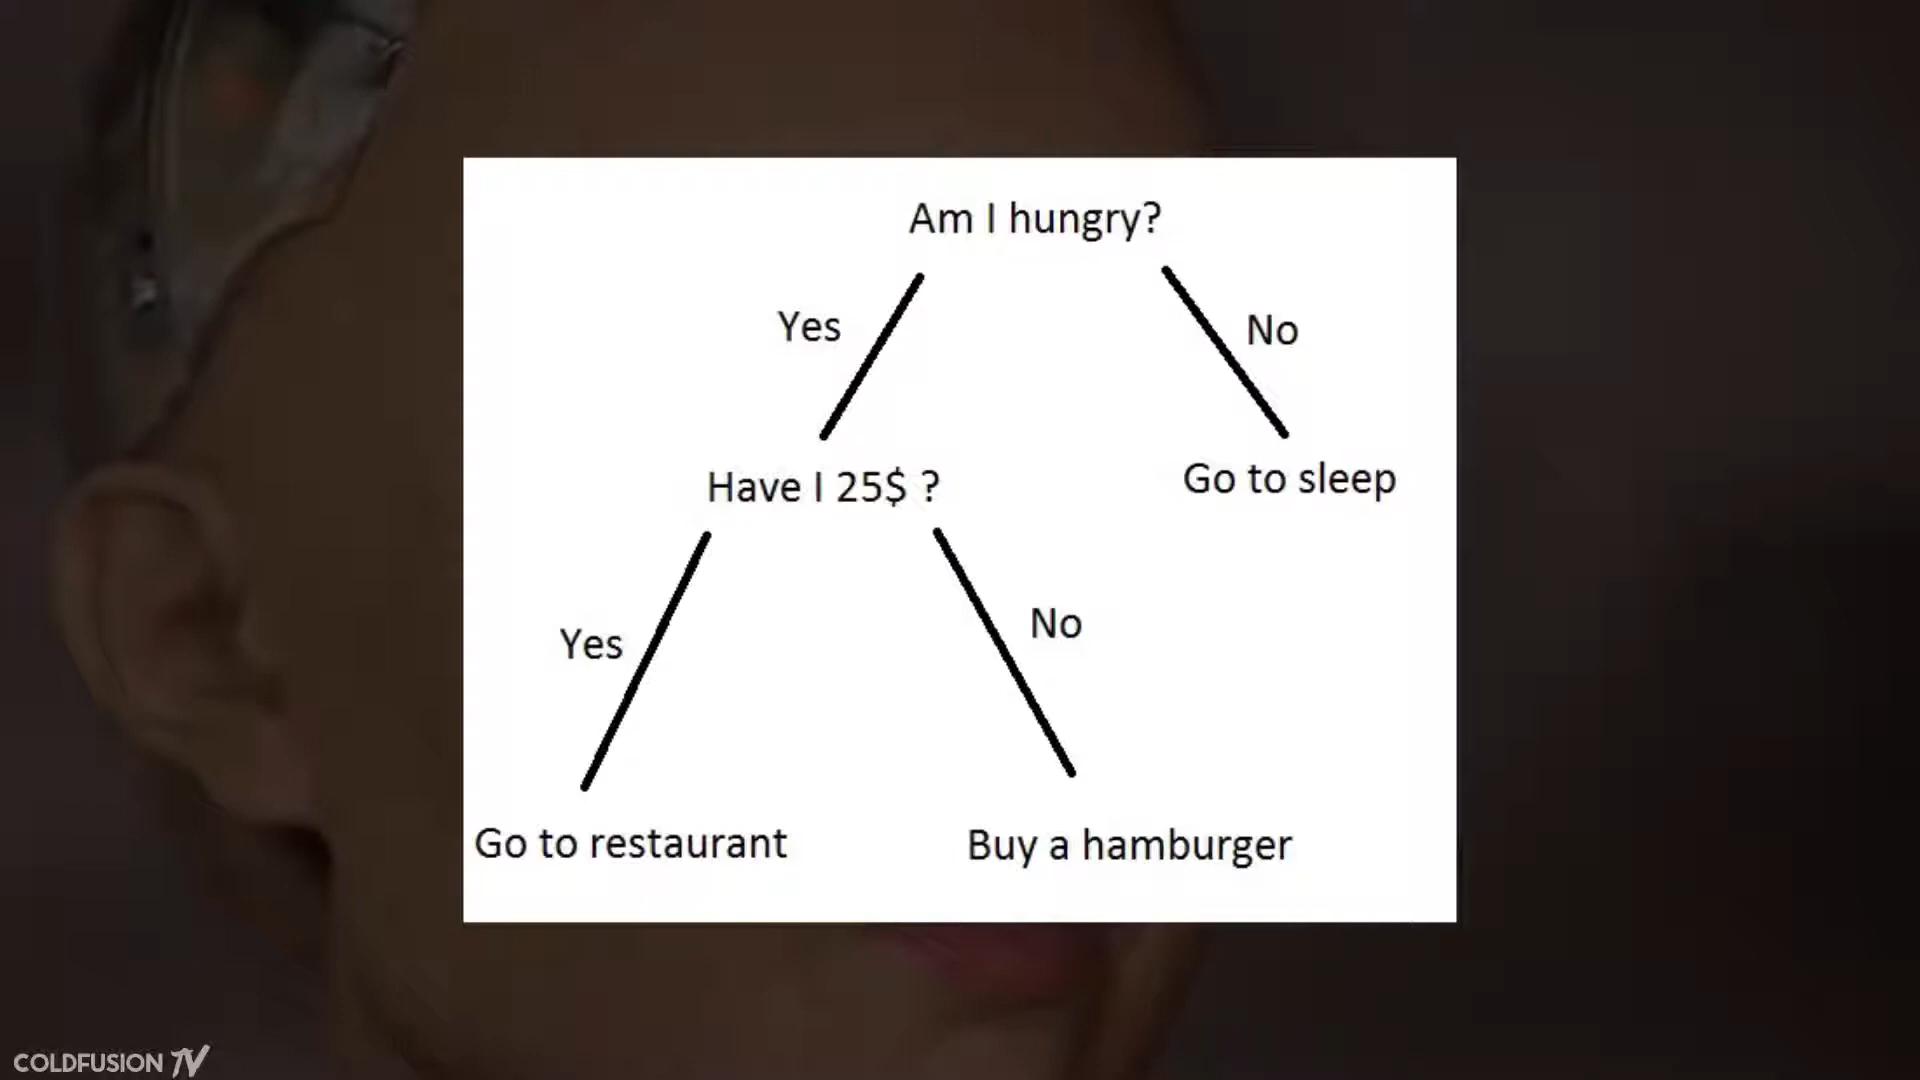 Am I hungry?
Yes
No
Have I 25$ ?
Go to sleep
Yes
No
Go to restaurant
Buy a hamburger
COLDFUSION TV